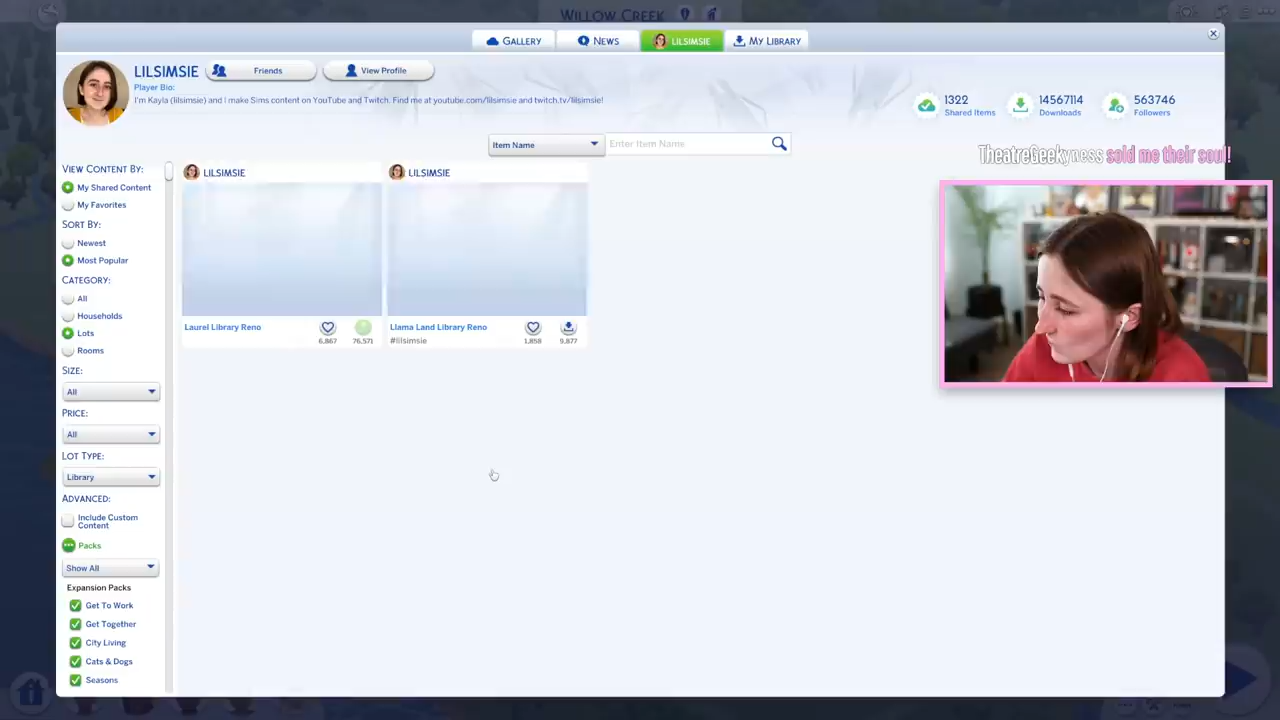 WILLOW CREEK
GALLERY
NEWS
LILSIMSIE
MY LIBRARY
LILSIMSIE
Friends
View Profile
Player Bio:
I'm Kayla (lilsimsie) and I make Sims content on YouTube and Twitch. Find me at youtube.com/lilsimsie and twitch.tv/lilsimsie!
1322
Shared Items
14567114
Downloads
563746
Followers
Item Name
Enter Item Name
TheatreGeekyness sold me their soul!
VIEW CONTENT BY:
My Shared Content
My Favorites
SORT BY:
Newest
Most Popular
CATEGORY:
All
Households
Lots
Rooms
SIZE:
All
PRICE:
All
LOT TYPE:
Library
ADVANCED:
Include Custom
Content
Packs
Show All
Expansion Packs
Get To Work
Get Together
City Living
Cats & Dogs
Seasons
LILSIMSIE
Laurel Library Reno
6,867
76,571
LILSIMSIE
Llama Land Library Reno
#lilsimsie
1,858
9,877